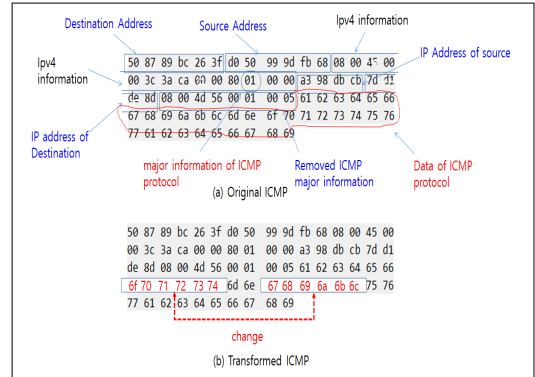 Destination Address
Source Address
Ipv4 information
50 87 89 bc 26 3f d0 50 99 9d fb 68 08 00 45 00
Ipv4 information
IP Address of source
00 3c 3a ca 00 00 80 01 00 00 a3 98 db cb 7d d1
de 8d 08 00 4d 56 00 01 00 05 61 62 63 64 65 66
67 68 69 6a 6b 6c 6d 6e 6f 70 71 72 73 74 75 76
77 61 62 63 64 65 66 67 68 69
IP address of Destination
major information of ICMP protocol
Removed ICMP major information
Data of ICMP protocol
(a) Original ICMP
50 87 89 bc 26 3f d0 50 99 9d fb 68 08 00 45 00
00 3c 3a ca 00 00 80 01 00 00 a3 98 db cb 7d d1
de 8d 08 00 4d 56 00 01 00 05 61 62 63 64 65 66
6f 70 71 72 73 74 6d 6e 67 68 69 6a 6b 6c 75 76
77 61 62 63 64 65 66 67 68 69
change
(b) Transformed ICMP